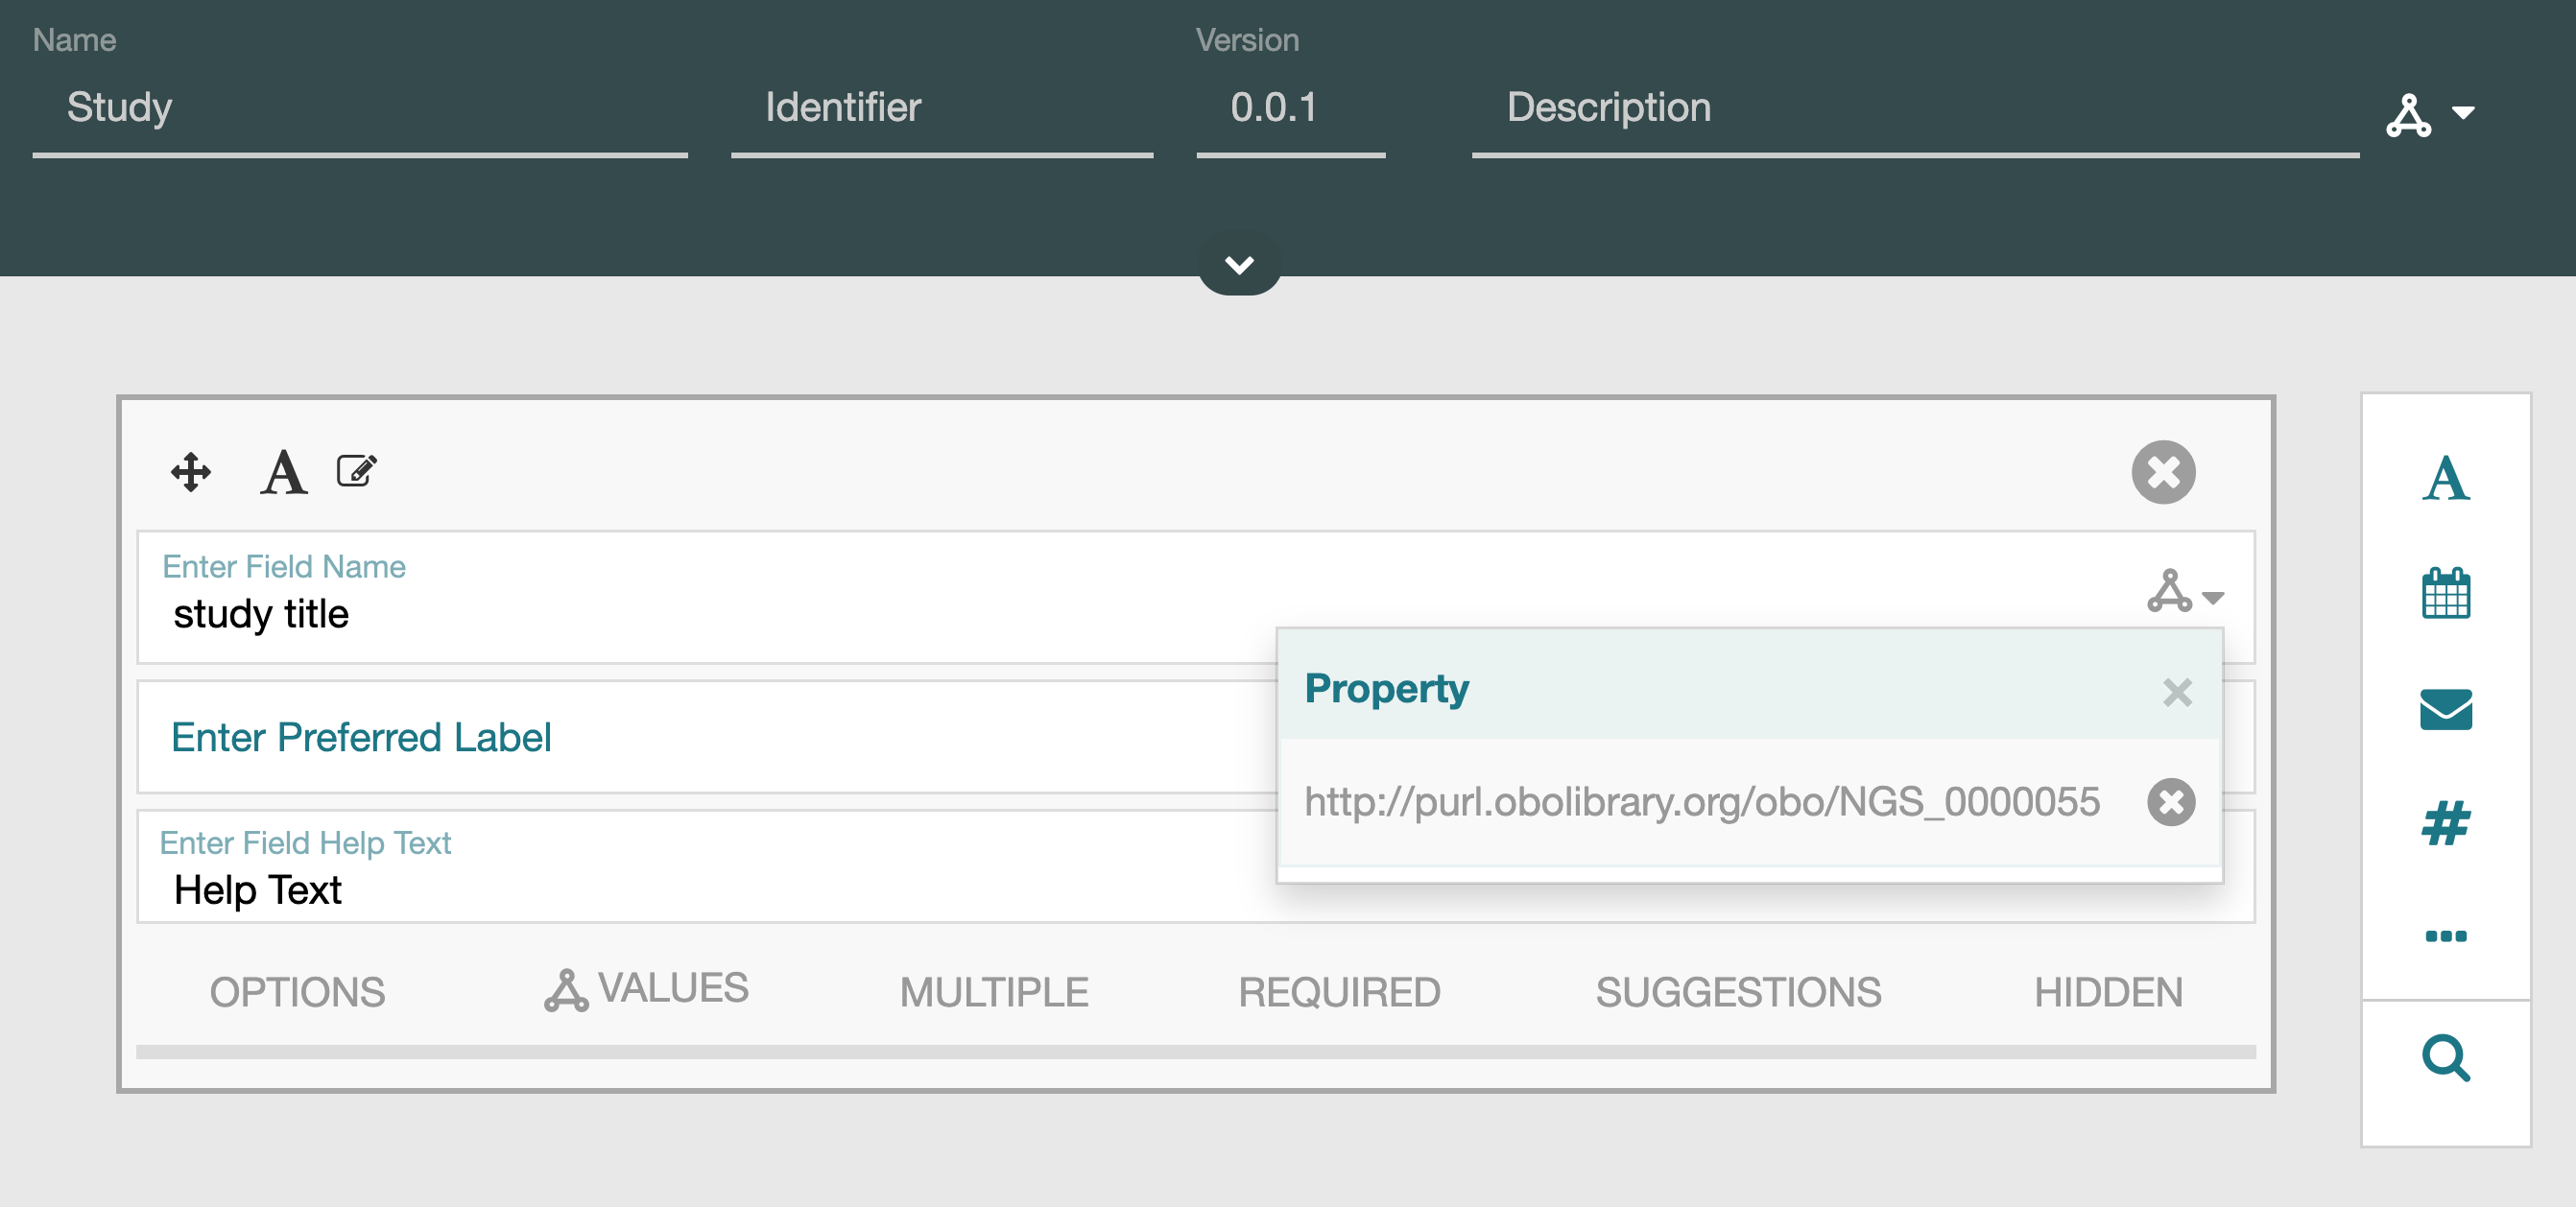 Name
Version
Study
Identifier
0.0.1
Description
A
Enter Field Name
study title
Property
http://purl.obolibrary.org/obo/NGS_0000055
Enter Preferred Label
Enter Field Help Text
Help Text
OPTIONS
VALUES
MULTIPLE
REQUIRED
SUGGESTIONS
HIDDEN
A
#